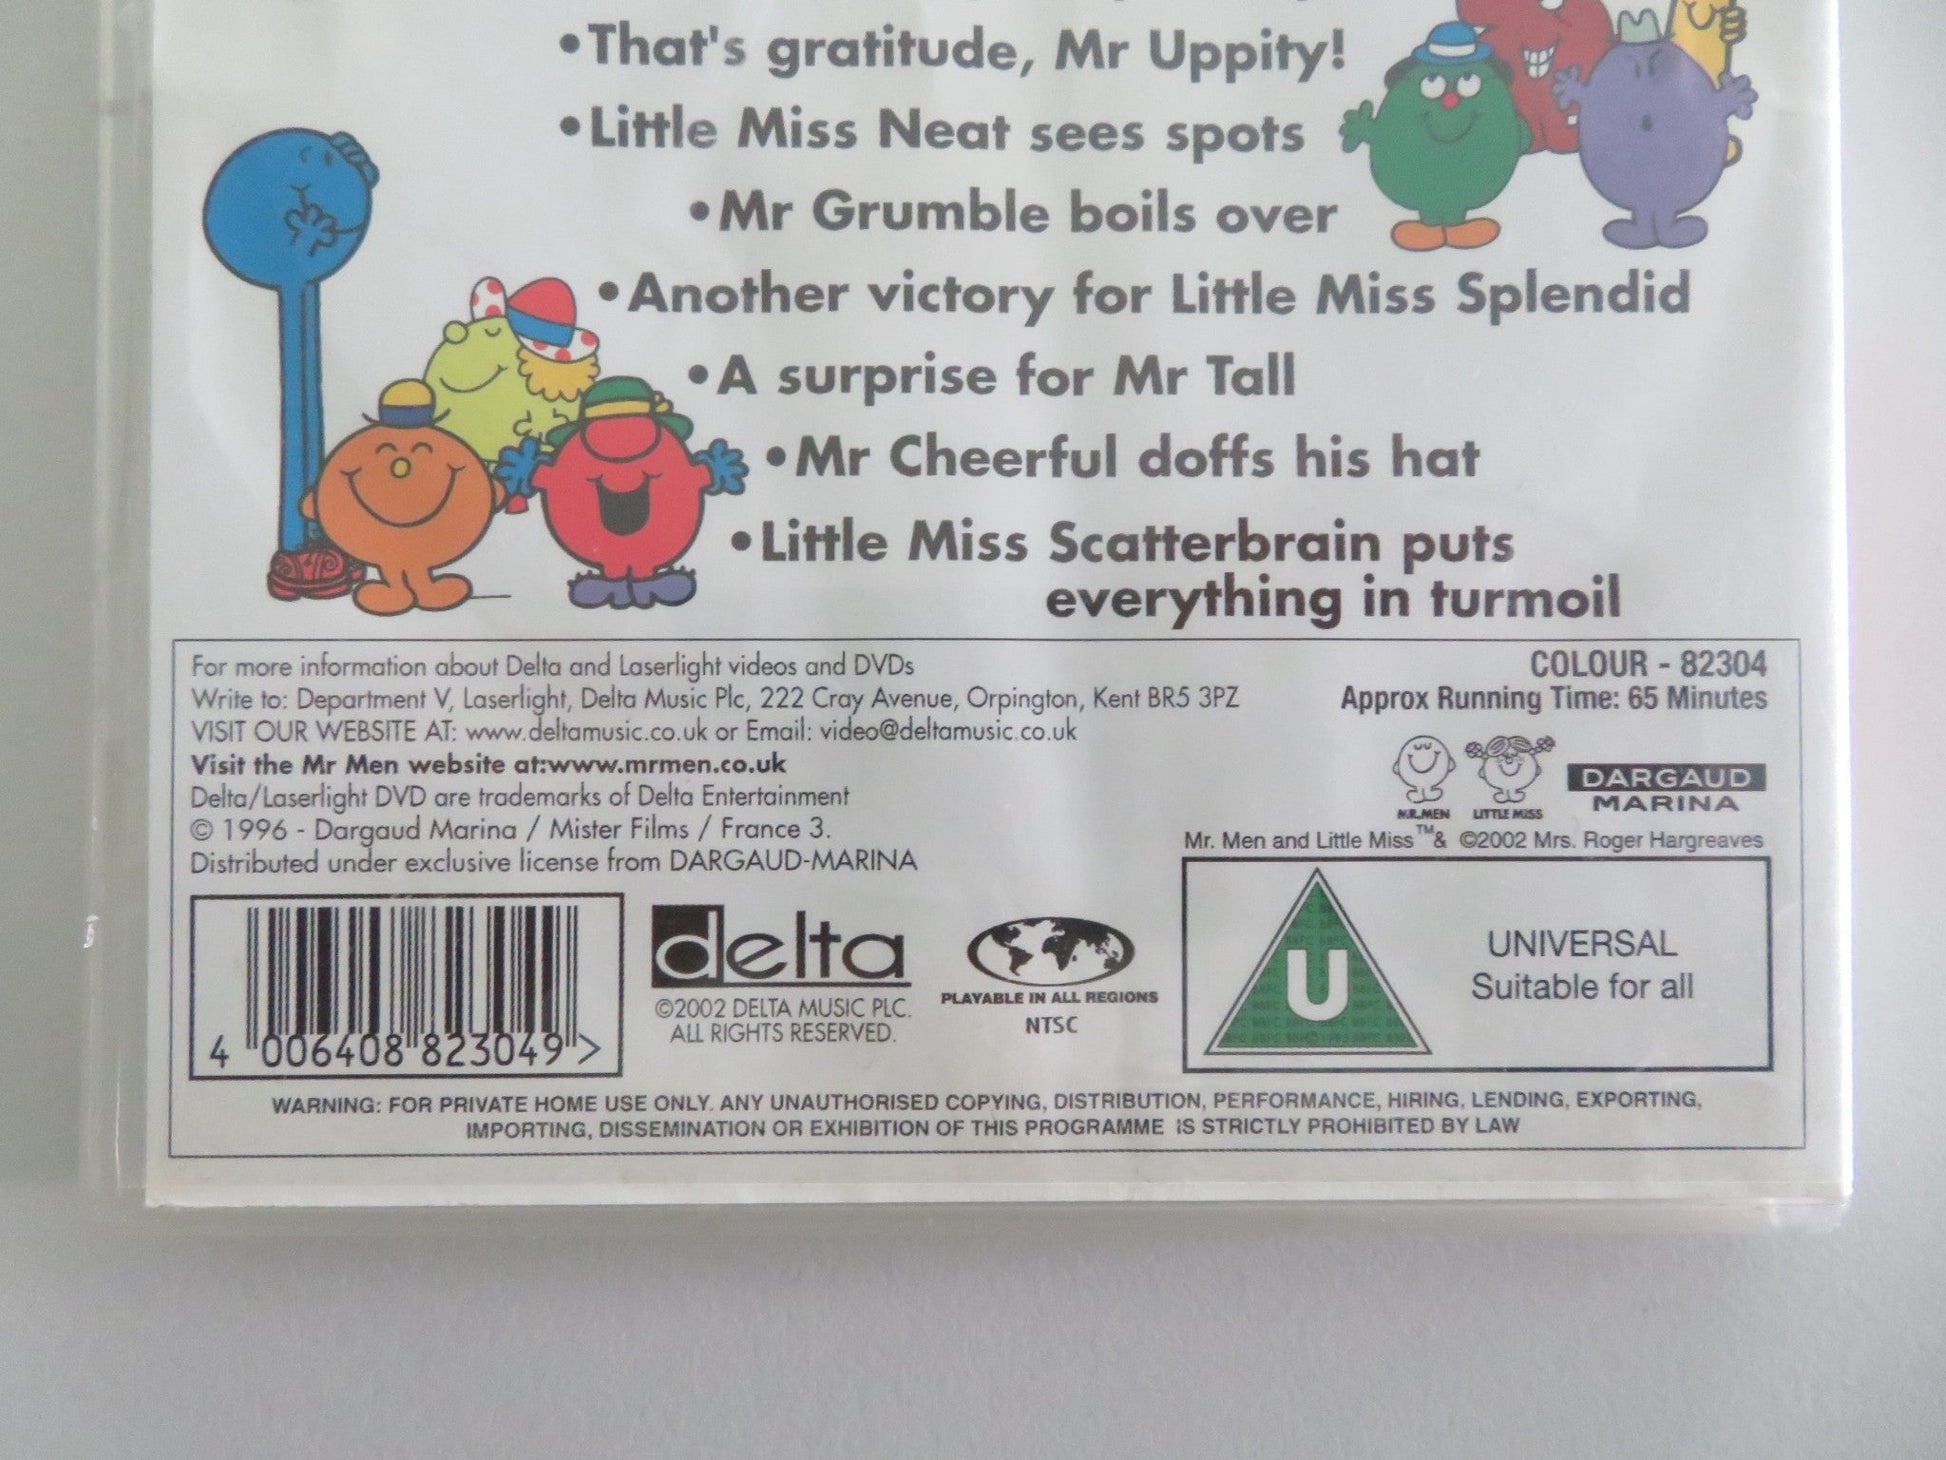 •That's gratitude, Mr Uppity!
•Little Miss Neat sees spots
•Mr Grumble boils over
•Another victory for Little Miss Splendid
•A surprise for Mr Tall
•Mr Cheerful doffs his hat
•Little Miss Scatterbrain puts
everything in turmoil
For more information about Delta and Laserlight videos and DVDs
Write to: Department V, Laserlight, Delta Music Plc, 222 Cray Avenue, Orpington, Kent BR5 3PZ
VISIT OUR WEBSITE AT: www.deltamusic.co.uk or Email: video@deltamusic.co.uk
Visit the Mr Men website at:www.mrmen.co.uk
Delta/Laserlight DVD are trademarks of Delta Entertainment
© 1996 - Dargaud Marina / Mister Films / France 3.
Distributed under exclusive license from DARGAUD-MARINA
COLOUR - 82304
Approx Running Time: 65 Minutes
MR.MEN
LITTLE MISS
DARGAUD
MARINA
Mr. Men and Little Miss™& ©2002 Mrs. Roger Hargreaves
4 006408 823049 >
delta
©2002 DELTA MUSIC PLC.
ALL RIGHTS RESERVED.
PLAYABLE IN ALL REGIONS
NTSC
U
UNIVERSAL
Suitable for all
WARNING: FOR PRIVATE HOME USE ONLY. ANY UNAUTHORISED COPYING, DISTRIBUTION, PERFORMANCE, HIRING, LENDING, EXPORTING,
IMPORTING, DISSEMINATION OR EXHIBITION OF THIS PROGRAMME IS STRICTLY PROHIBITED BY LAW